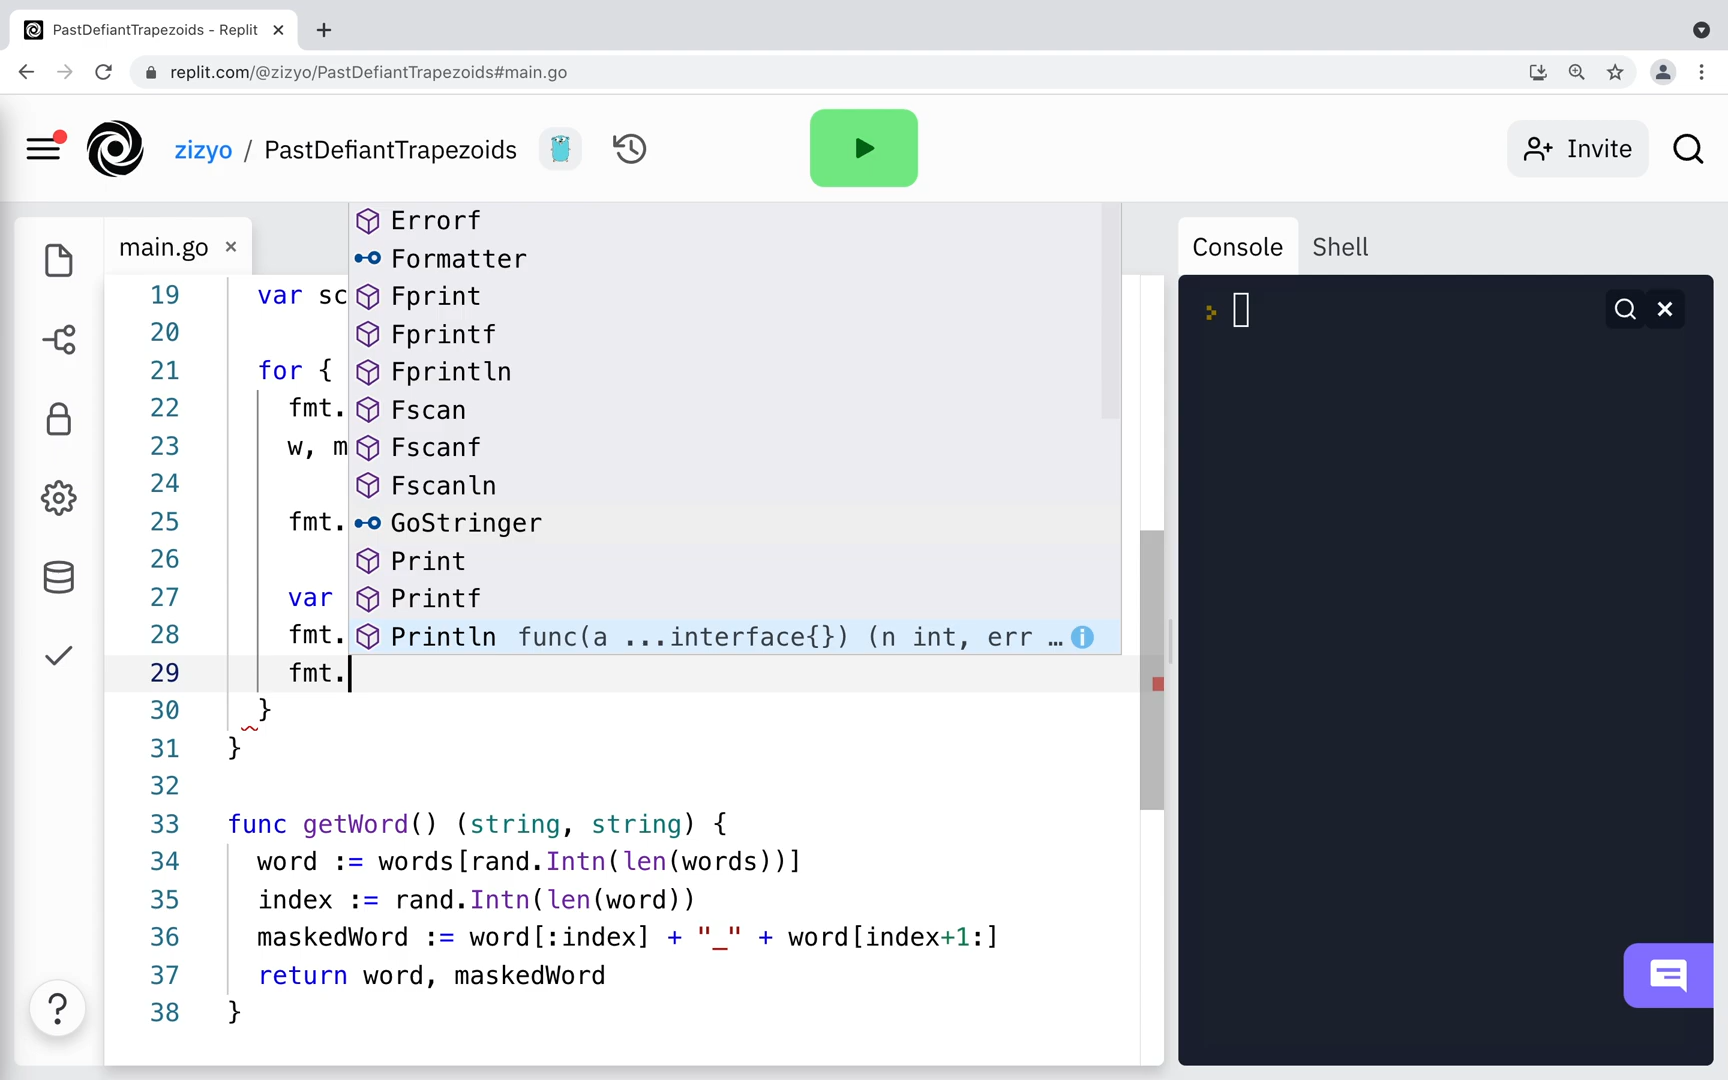 PastDefiantTrapezoids - Replit
replit.com/@zizyo/PastDefiantTrapezoids#main.go
zizyo / PastDefiantTrapezoids
Invite
main.go
Console
Shell
Errorf
Formatter
Fprint
Fprintf
Fprintln
Fscan
Fscanf
Fscanln
GoStringer
Print
Printf
Println func(a ...interface{}) (n int, err …
19 var sc
20
21 for {
22 fmt.
23 w, m
24
25 fmt.
26
27 var
28 fmt.
29 fmt.
30 }
31 }
32
33 func getWord() (string, string) {
34 word := words[rand.Intn(len(words))]
35 index := rand.Intn(len(word))
36 maskedWord := word[:index] + "_" + word[index+1:]
37 return word, maskedWord
38 }
?